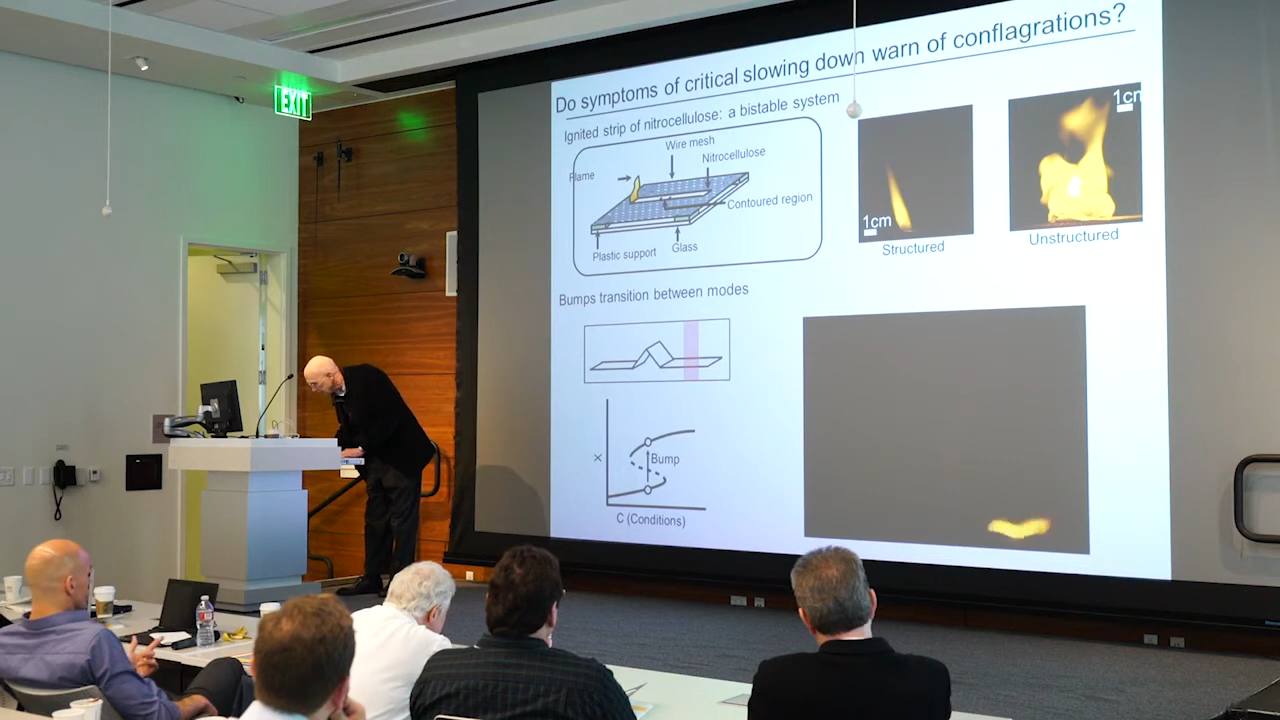 EXIT
Do symptoms of critical slowing down warn of conflagrations?
Ignited strip of nitrocellulose: a bistable system
Wire mesh
Nitrocellulose
Flame
Contoured region
Glass
Plastic support
1cm
Structured
1cm
Unstructured
Bumps transition between modes
X
Bump
C (Conditions)